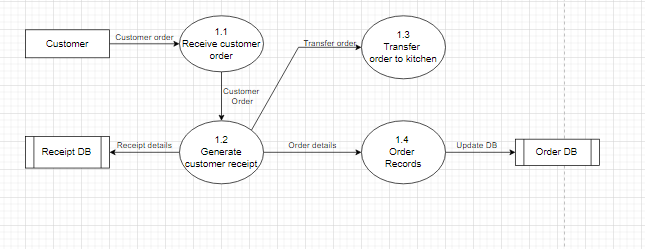 Customer
Customer order
1.1
Receive customer
order
Transfer order
1.3
Transfer
order to kitchen
Customer
Order
Receipt DB
Receipt details
1.2
Generate
customer receipt
Order details
1.4
Order
Records
Update DB
Order DB